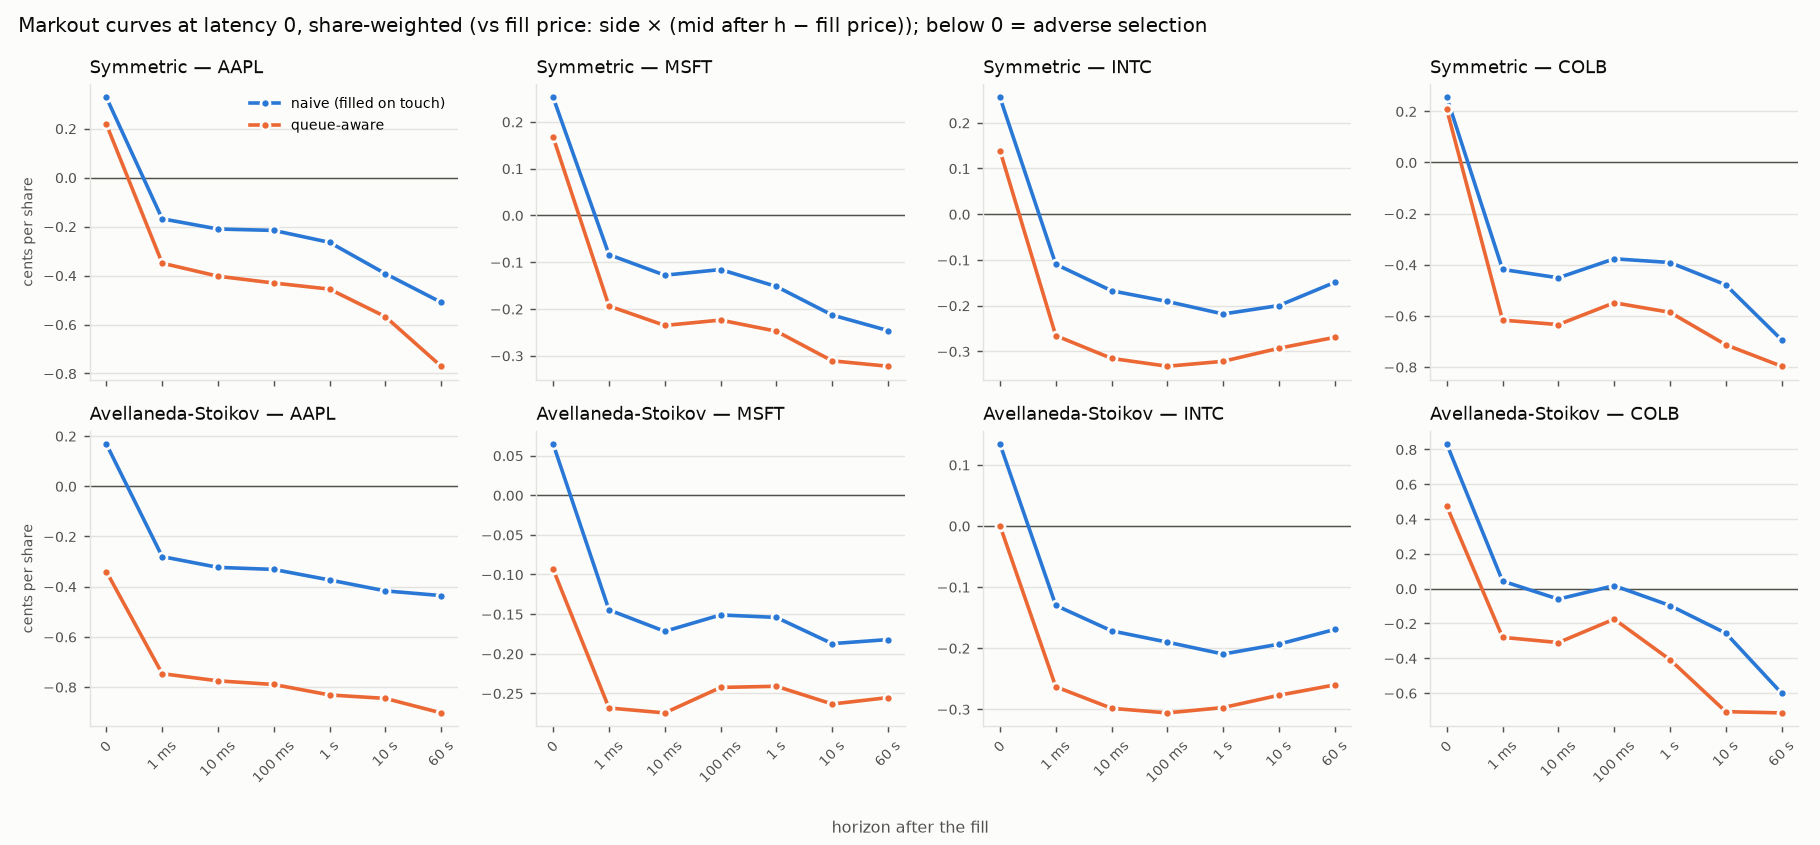 Markout curves at latency 0, share-weighted (vs fill price: side × (mid after h − fill price)); below 0 = adverse selection
Symmetric — AAPL
Symmetric — MSFT
Symmetric — INTC
Symmetric — COLB
naive (filled on touch)
queue-aware
cents per share
0.2
0.0
−0.2
−0.4
−0.6
−0.8
0.2
0.1
0.0
−0.1
−0.2
−0.3
0.2
0.1
0.0
−0.1
−0.2
−0.3
0.2
0.0
−0.2
−0.4
−0.6
−0.8
Avellaneda-Stoikov — AAPL
Avellaneda-Stoikov — MSFT
Avellaneda-Stoikov — INTC
Avellaneda-Stoikov — COLB
cents per share
0.2
0.0
−0.2
−0.4
−0.6
−0.8
0.05
0.00
−0.05
−0.10
−0.15
−0.20
−0.25
0.1
0.0
−0.1
−0.2
−0.3
0.8
0.6
0.4
0.2
0.0
−0.2
−0.4
−0.6
0 1 ms 10 ms 100 ms 1 s 10 s 60 s
0 1 ms 10 ms 100 ms 1 s 10 s 60 s
0 1 ms 10 ms 100 ms 1 s 10 s 60 s
0 1 ms 10 ms 100 ms 1 s 10 s 60 s
horizon after the fill